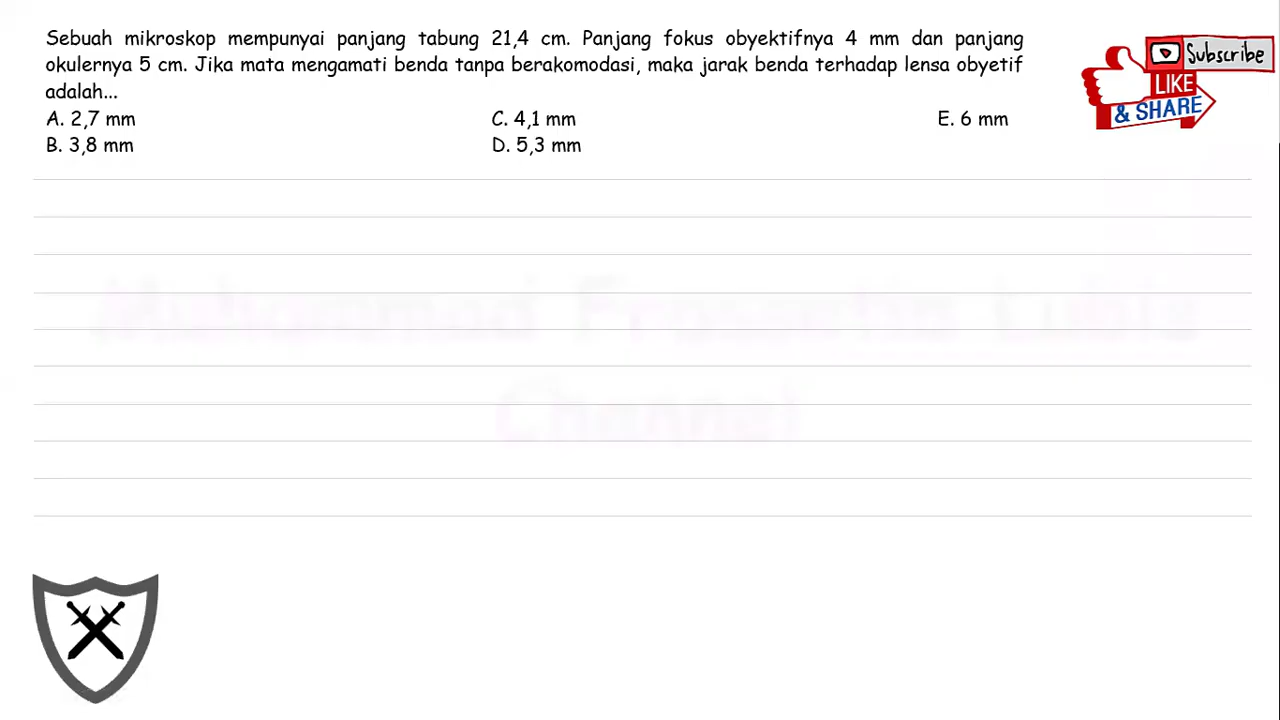 Sebuah mikroskop mempunyai panjang tabung 21,4 cm. Panjang fokus obyektifnya 4 mm dan panjang
okulernya 5 cm. Jika mata mengamati benda tanpa berakomodasi, maka jarak benda terhadap lensa obyetif
adalah...
A. 2,7 mm C. 4,1 mm E. 6 mm
B. 3,8 mm D. 5,3 mm
Subscribe
LIKE
& SHARE
Channel